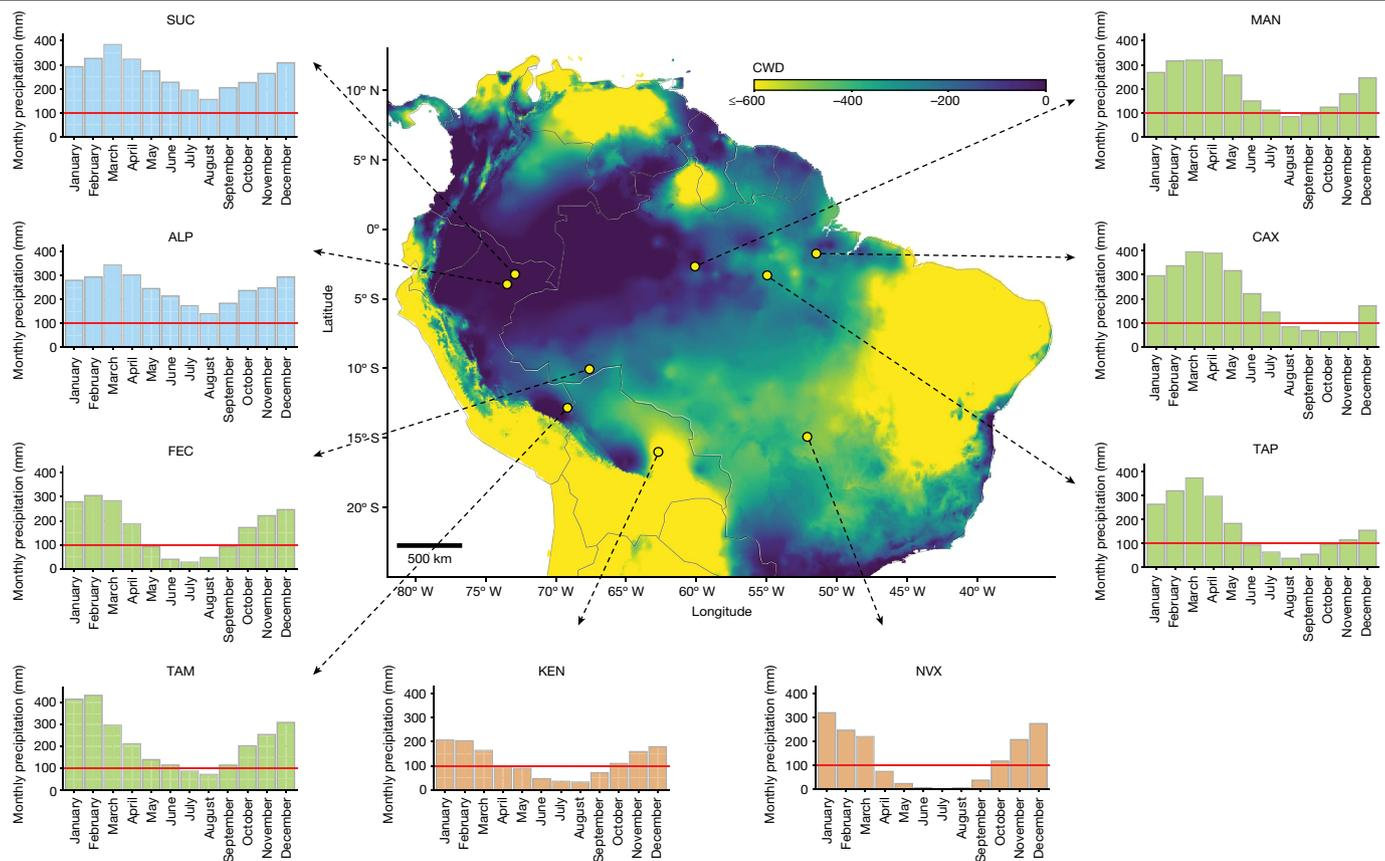 SUC
Monthly precipitation (mm)
400
300
200
100
0
January
February
March
April
May
June
July
August
September
October
November
December
ALP
Monthly precipitation (mm)
400
300
200
100
0
January
February
March
April
May
June
July
August
September
October
November
December
FEC
Monthly precipitation (mm)
400
300
200
100
0
January
February
March
April
May
June
July
August
September
October
November
December
TAM
Monthly precipitation (mm)
400
300
200
100
0
January
February
March
April
May
June
July
August
September
October
November
December
CWD
≤–600
–400
–200
0
Latitude
10° N
5° N
0°
5° S
10° S
15° S
20° S
500 km
80° W
75° W
70° W
65° W
60° W
55° W
50° W
45° W
40° W
Longitude
KEN
Monthly precipitation (mm)
400
300
200
100
0
January
February
March
April
May
June
July
August
September
October
November
December
NVX
Monthly precipitation (mm)
400
300
200
100
0
January
February
March
April
May
June
July
August
September
October
November
December
MAN
Monthly precipitation (mm)
400
300
200
100
0
January
February
March
April
May
June
July
August
September
October
November
December
CAX
Monthly precipitation (mm)
400
300
200
100
0
January
February
March
April
May
June
July
August
September
October
November
December
TAP
Monthly precipitation (mm)
400
300
200
100
0
January
February
March
April
May
June
July
August
September
October
November
December